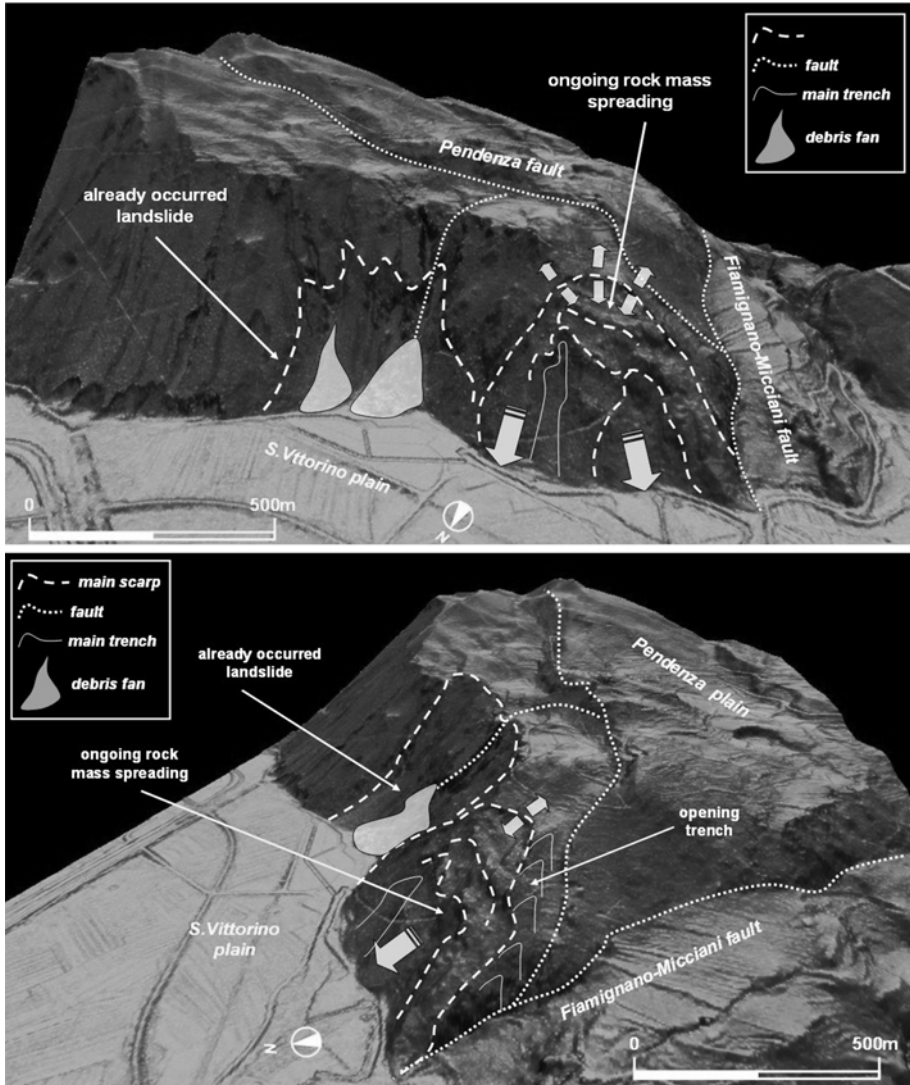 fault
main trench
debris fan
ongoing rock mass
spreading
Pendenza fault
already occurred
landslide
Fiamignano-Micciani fault
S.Vttorino plain
0
500m
N
main scarp
fault
main trench
debris fan
already occurred
landslide
Pendenza plain
ongoing rock
mass spreading
opening
trench
S.Vittorino
plain
Fiamignano-Micciani fault
N
0
500m